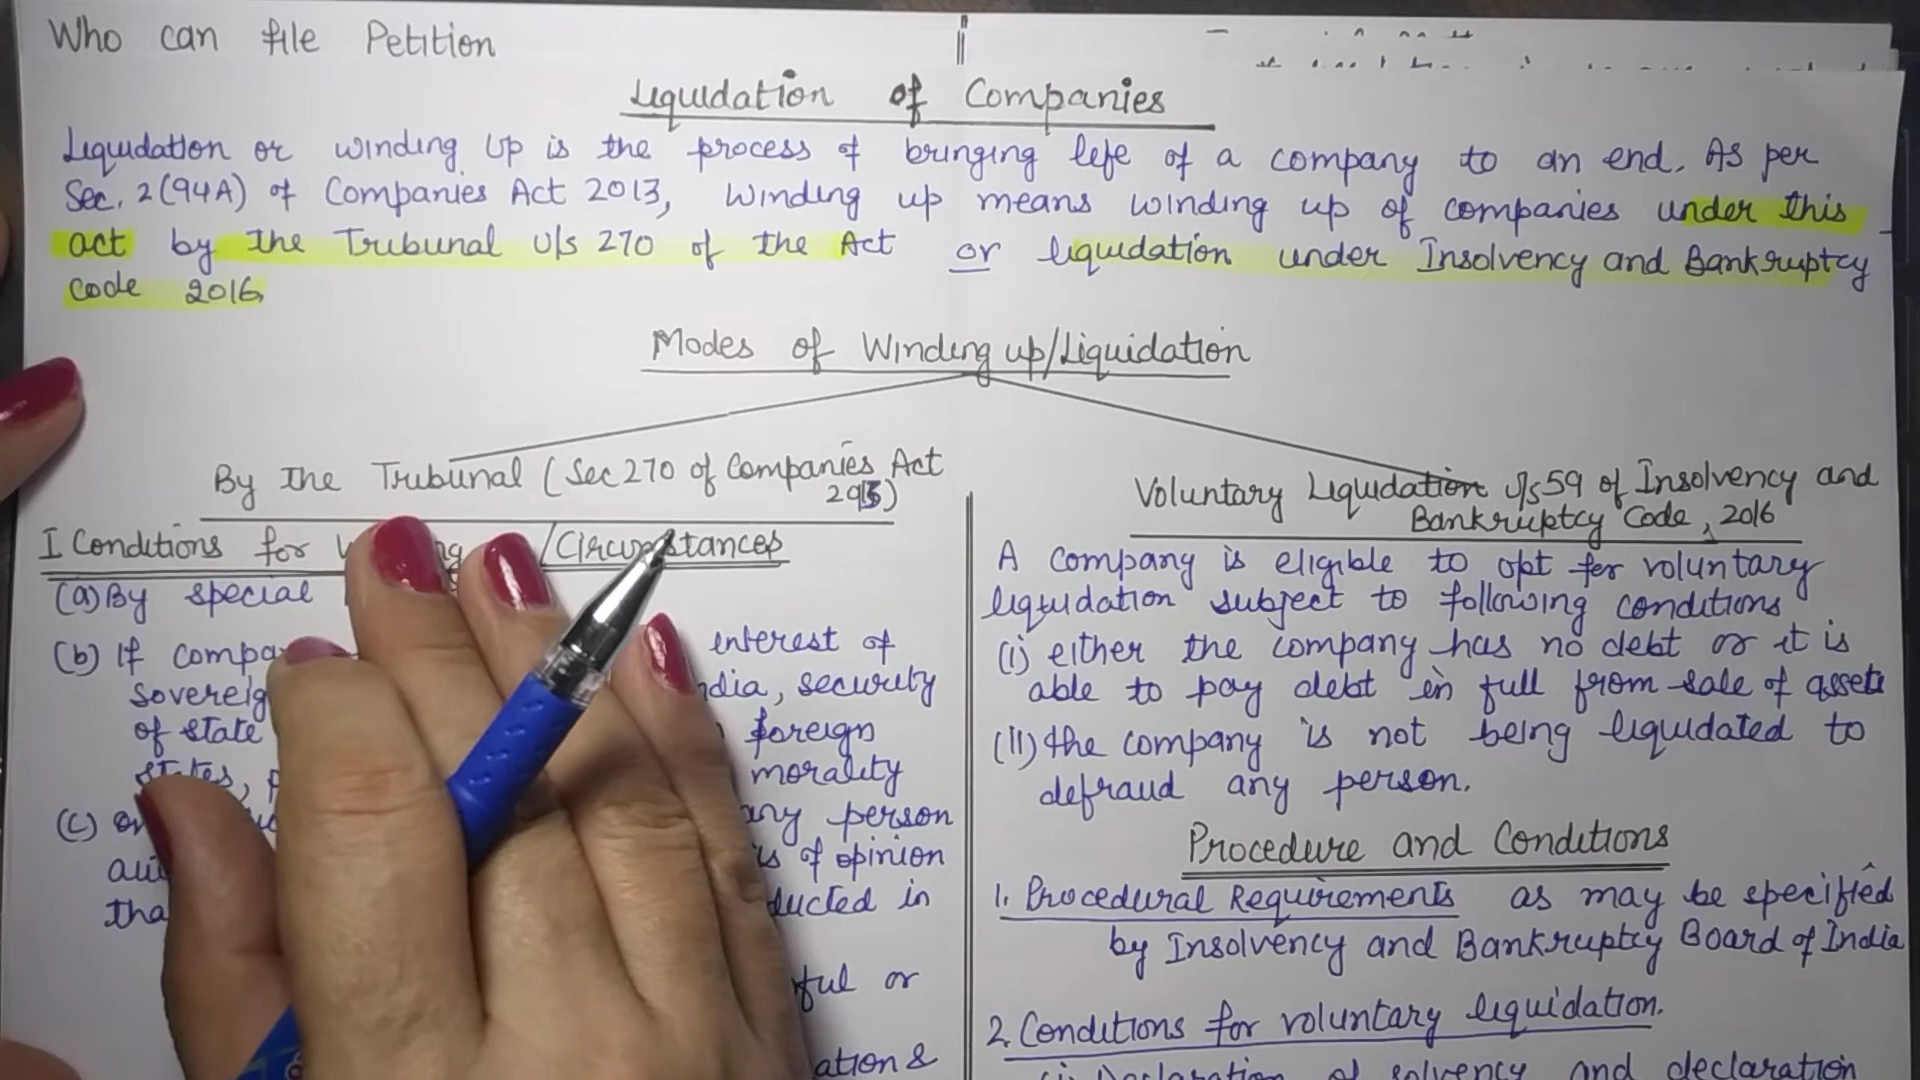 Who can file Petition
Liquidation of Companies
Liquidation or winding Up is the process of bringing life of a company to an end. As per
Sec. 2(94A) of Companies Act 2013, Winding up means winding up of companies under this
act by the Tribunal U/s 270 of the Act or liquidation under Insolvency and Bankruptcy
Code 2016.
Modes of Winding up/Liquidation
By the Tribunal (Sec 270 of Companies Act
2013)
I Conditions for /Circumstances
(a) By special
(b) If interest of
security
of state foreign
morality
(c) any person
of opinion
in
or
&
Voluntary Liquidation U/s 59 of Insolvency and
Bankruptcy Code, 2016
A company is eligible to opt for voluntary
liquidation subject to following conditions
(i) either the company has no debt or it is
able to pay debt in full from sale of assets
(ii) the company is not being liquidated to
defraud any person.
Procedure and Conditions
1. Procedural Requirements as may be specified
by Insolvency and Bankruptcy Board of India
2. Conditions for voluntary liquidation.
(i) Declaration of solvency and declaration